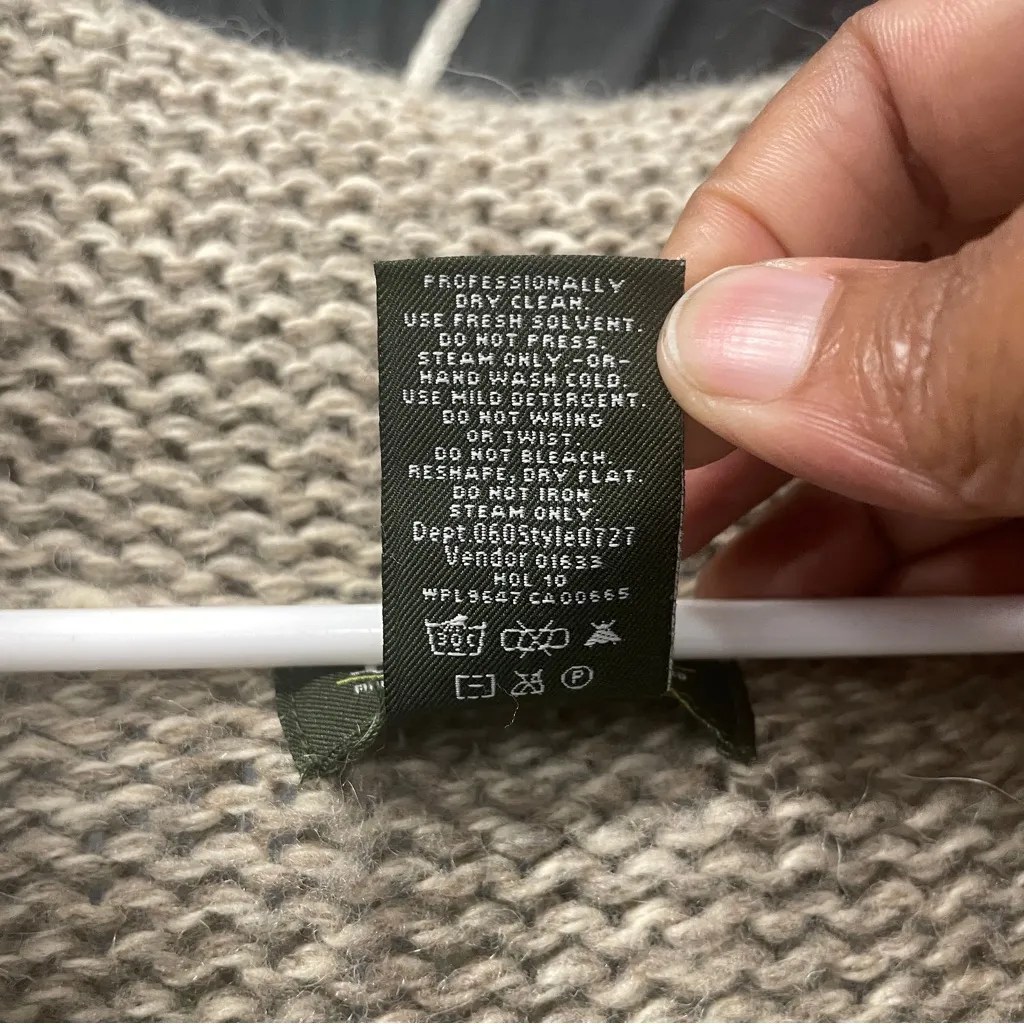 PROFESSIONALLY
DRY CLEAN.
USE FRESH SOLVENT.
DO NOT PRESS.
STEAM ONLY -OR-
HAND WASH COLD.
USE MILD DETERGENT.
DO NOT WRING
OR TWIST.
DO NOT BLEACH.
RESHAPE, DRY FLAT.
DO NOT IRON.
STEAM ONLY
Dept.060Style0727
Vendor 01633
HOL 10
WPL9647 CA00665
30°
P